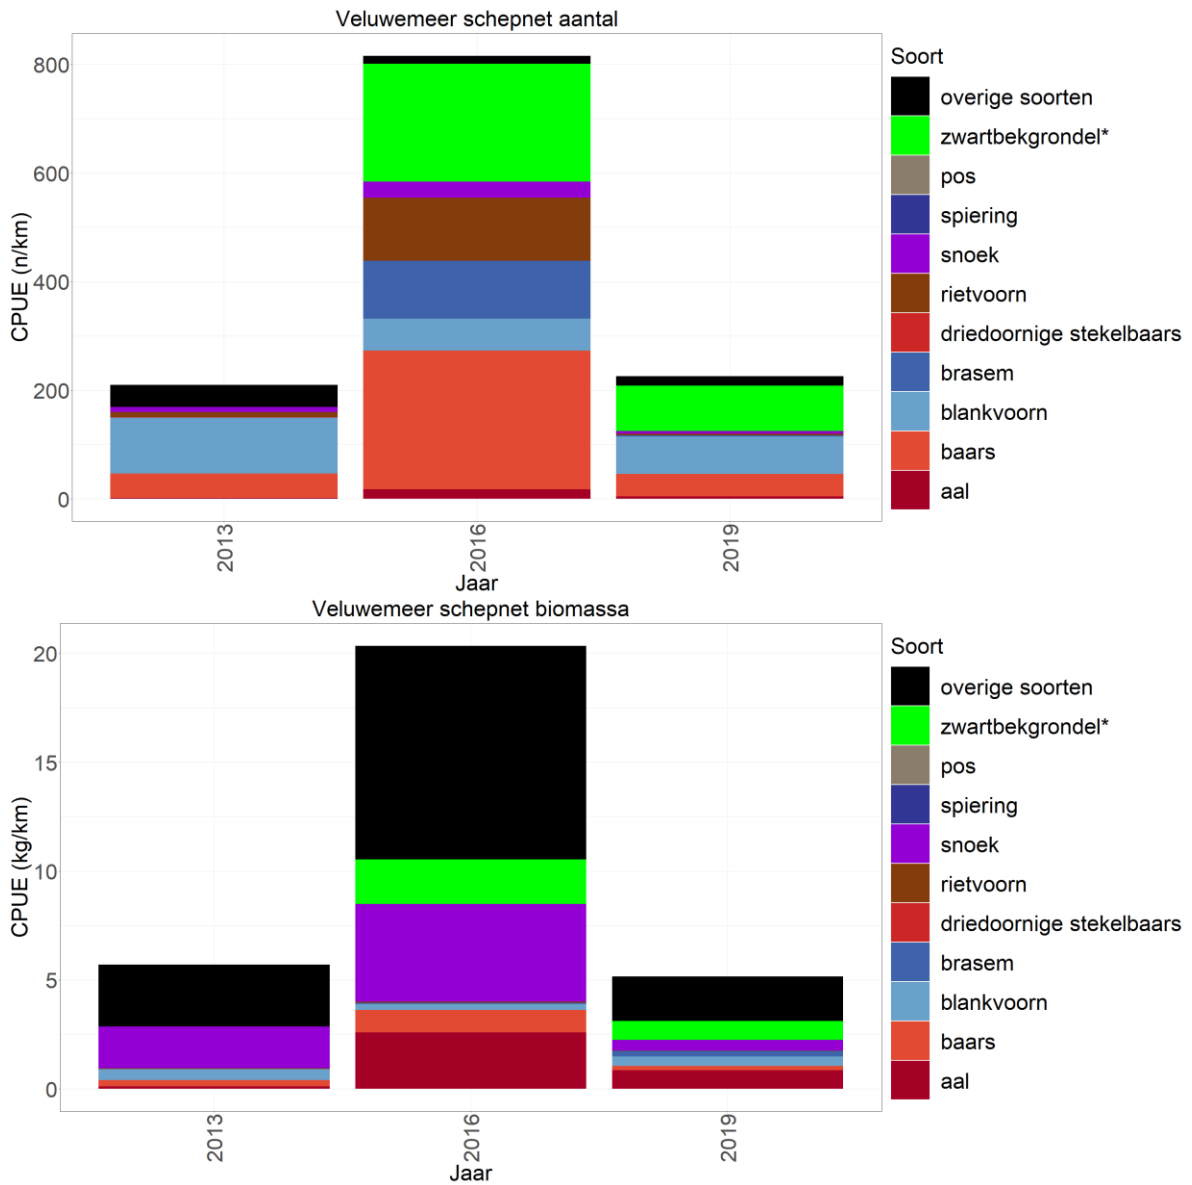 Veluwemeer schepnet aantal
CPUE (n/km)
800
600
400
200
0
2013
2016
2019
Jaar
Soort
overige soorten
zwartbekgrondel*
pos
spiering
snoek
rietvoorn
driedoornige stekelbaars
brasem
blankvoorn
baars
aal
Veluwemeer schepnet biomassa
CPUE (kg/km)
20
15
10
5
0
2013
2016
2019
Jaar
Soort
overige soorten
zwartbekgrondel*
pos
spiering
snoek
rietvoorn
driedoornige stekelbaars
brasem
blankvoorn
baars
aal